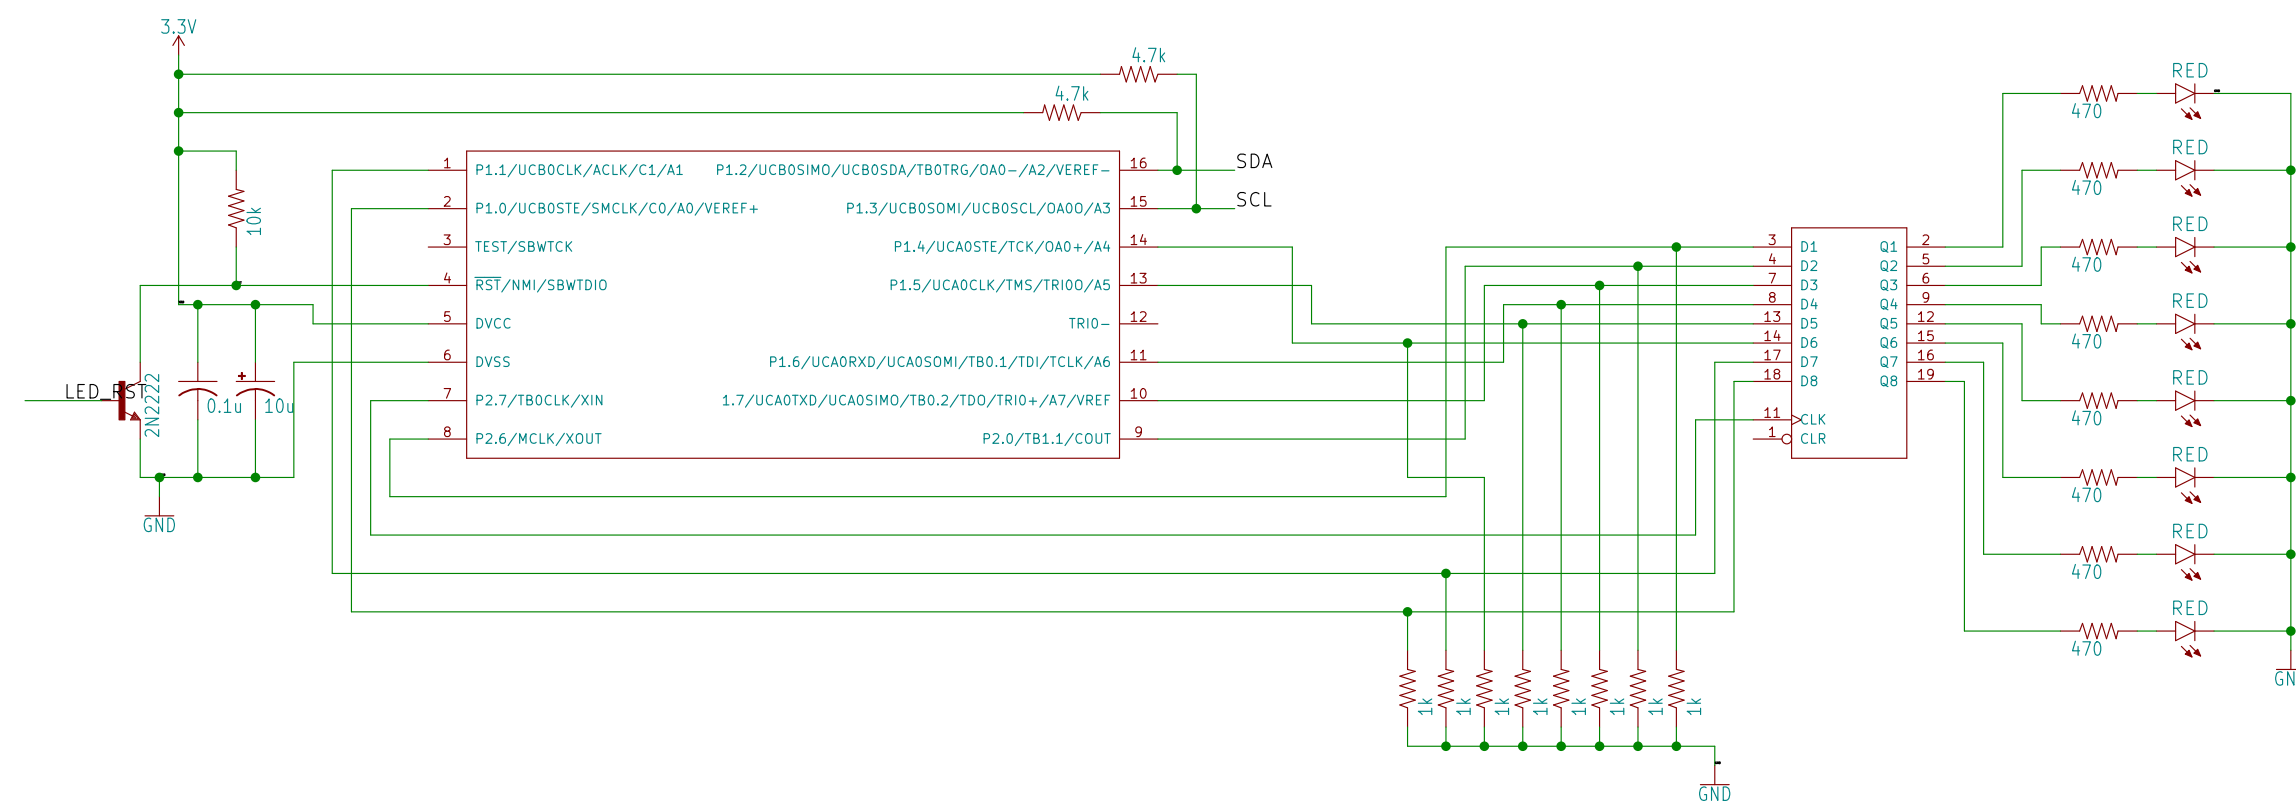 3.3V
4.7k
4.7k
10k
SDA
SCL
1 P1.1/UCB0CLK/ACLK/C1/A1
2 P1.0/UCB0STE/SMCLK/C0/A0/VEREF+
3 TEST/SBWTCK
4 RST/NMI/SBWTDIO
5 DVCC
6 DVSS
7 P2.7/TB0CLK/XIN
8 P2.6/MCLK/XOUT
P1.2/UCB0SIMO/UCB0SDA/TB0TRG/OA0-/A2/VEREF- 16
P1.3/UCB0SOMI/UCB0SCL/OA0O/A3 15
P1.4/UCA0STE/TCK/OA0+/A4 14
P1.5/UCA0CLK/TMS/TRI0O/A5 13
TRI0- 12
P1.6/UCA0RXD/UCA0SOMI/TB0.1/TDI/TCLK/A6 11
1.7/UCA0TXD/UCA0SIMO/TB0.2/TDO/TRI0+/A7/VREF 10
P2.0/TB1.1/COUT 9
LED_RST
2N2222
0.1u
+
10u
GND
3 D1
4 D2
7 D3
8 D4
13 D5
14 D6
17 D7
18 D8
11 CLK
1 CLR
Q1 2
Q2 5
Q3 6
Q4 9
Q5 12
Q6 15
Q7 16
Q8 19
RED
470
RED
470
RED
470
RED
470
RED
470
RED
470
RED
470
RED
470
GN
1k
1k
1k
1k
1k
1k
1k
1k
GND